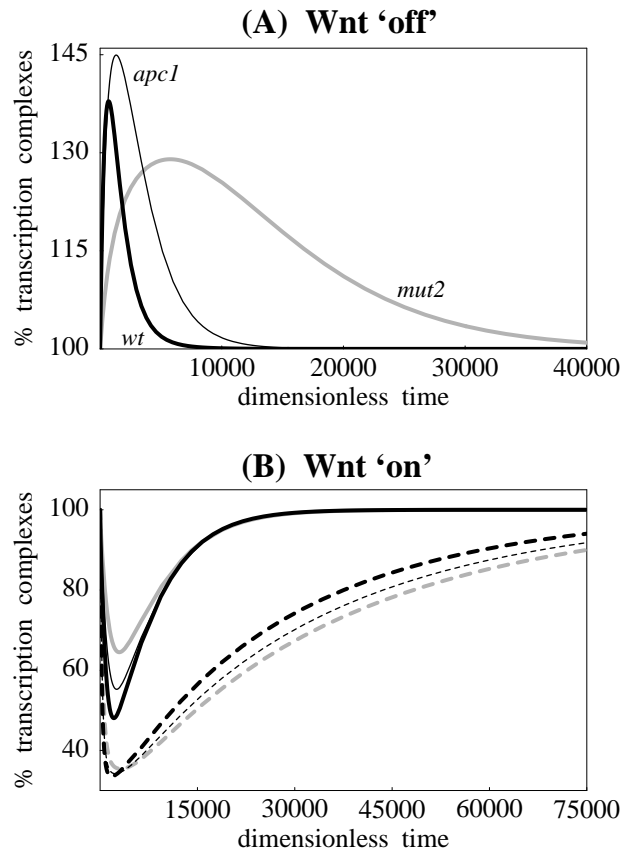 (A) Wnt ‘off’
% transcription complexes
145
130
115
100
apc1
mut2
wt
10000 20000 30000 40000
dimensionless time
(B) Wnt ‘on’
% transcription complexes
100
80
60
40
15000 30000 45000 60000 75000
dimensionless time